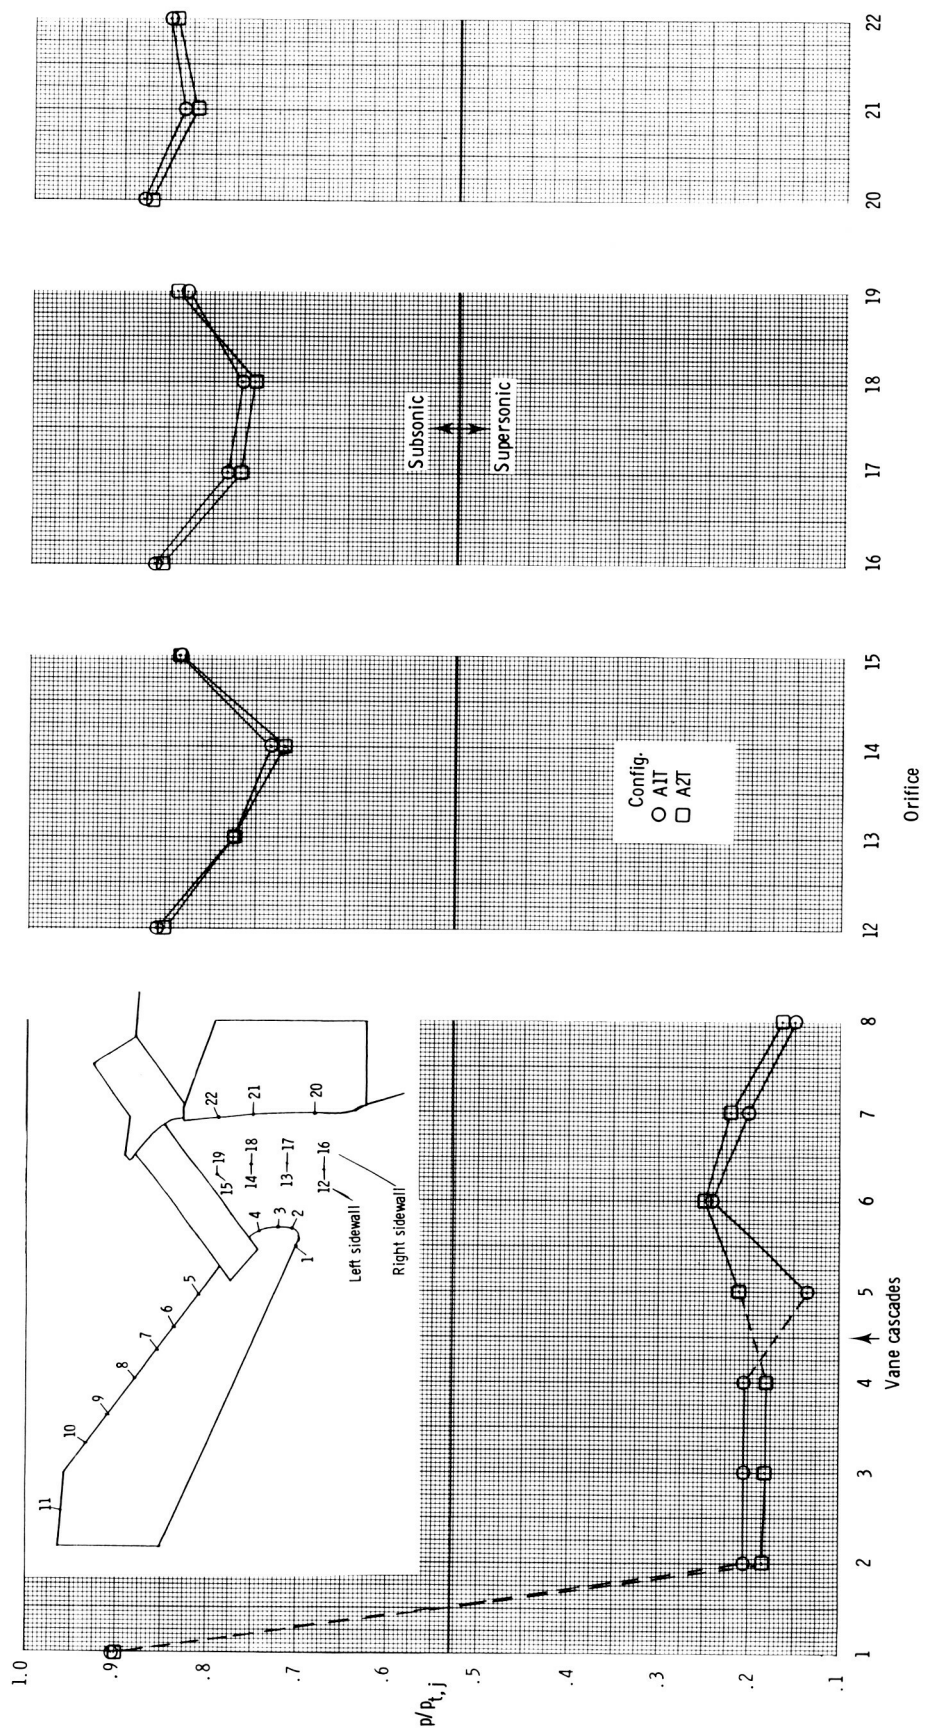 1.0
.9
.8
.7
.6
.5
.3
.2
.1
p/pt,j
11
10
9
8
7
6
5
4
3
2
1
22
21
20
15 19
14 18
13 17
12 16
Left sidewall
Right sidewall
Subsonic
Supersonic
Config.
A1T
A2T
1 2 3 4 5 6 7 8
12 13 14 15
16 17 18 19
20 21 22
Vane cascades
Orifice